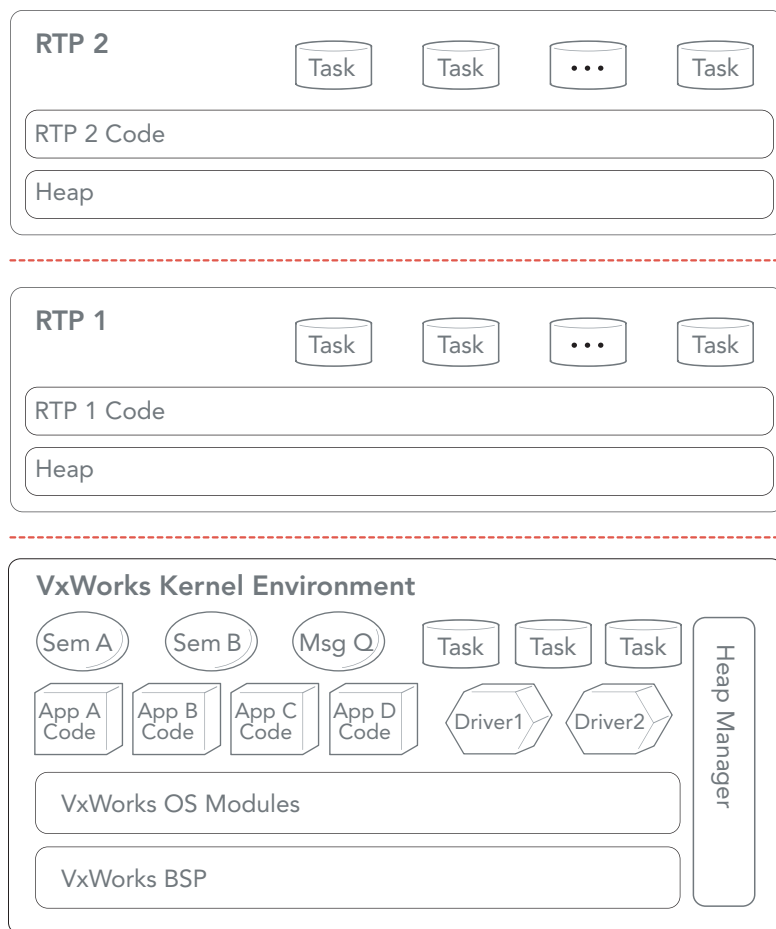 RTP 2
Task
Task
•••
Task
RTP 2 Code
Heap
RTP 1
Task
Task
•••
Task
RTP 1 Code
Heap
VxWorks Kernel Environment
Sem A
Sem B
Msg Q
Task
Task
Task
Heap Manager
App A
Code
App B
Code
App C
Code
App D
Code
Driver1
Driver2
VxWorks OS Modules
VxWorks BSP